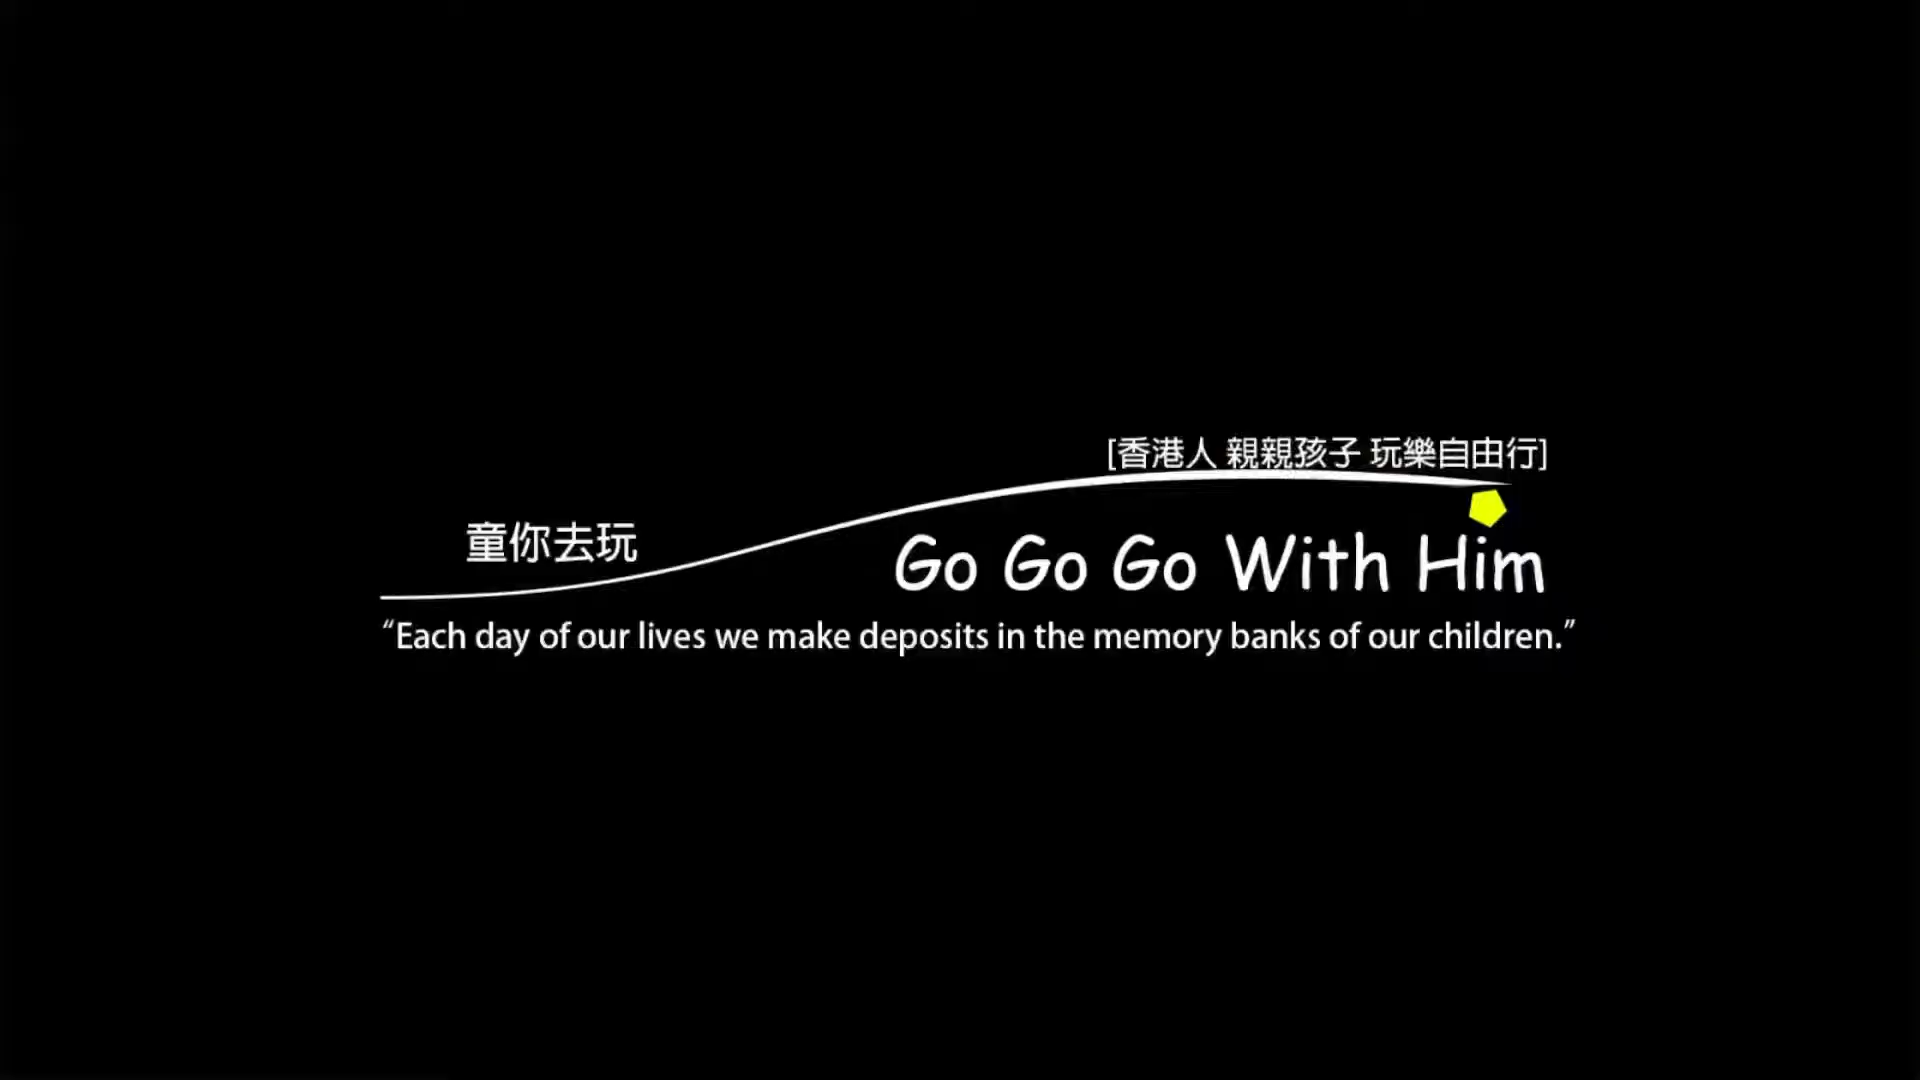 [香港人 親親孩子 玩樂自由行]
童你去玩
Go Go Go With Him
“Each day of our lives we make deposits in the memory banks of our children.”